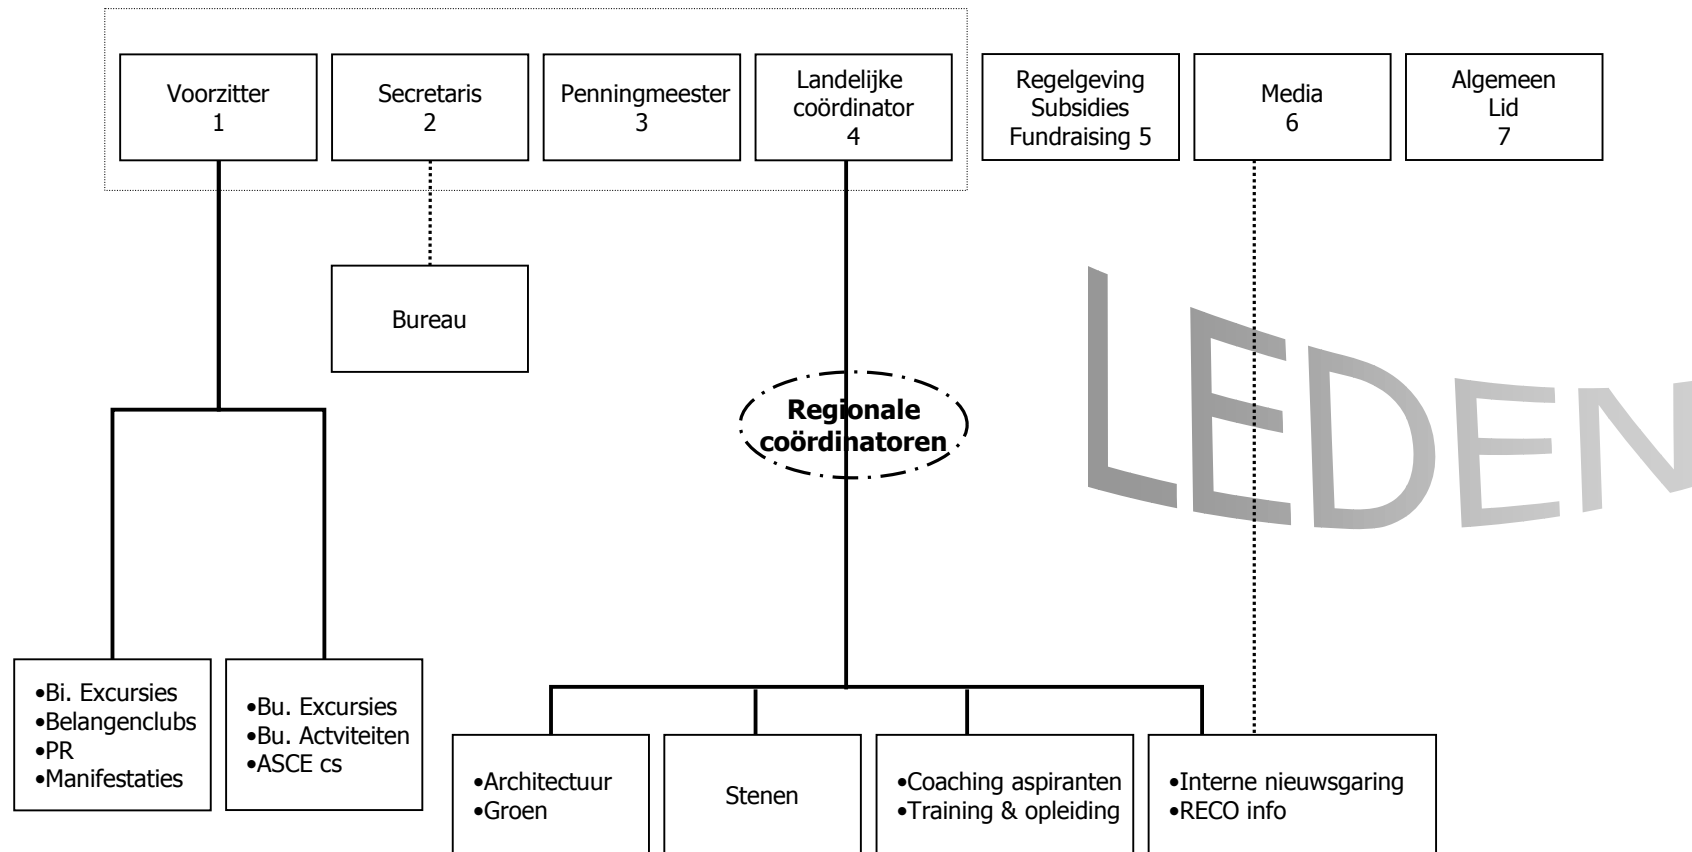 Voorzitter
1
Secretaris
2
Penningmeester
3
Landelijke
coördinator
4
Regelgeving
Subsidies
Fundraising 5
Media
6
Algemeen
Lid
7
Bureau
Regionale
coördinatoren
LEDEN
•Bi. Excursies
•Belangenclubs
•PR
•Manifestaties
•Bu. Excursies
•Bu. Actviteiten
•ASCE cs
•Architectuur
•Groen
Stenen
•Coaching aspiranten
•Training & opleiding
•Interne nieuwsgaring
•RECO info